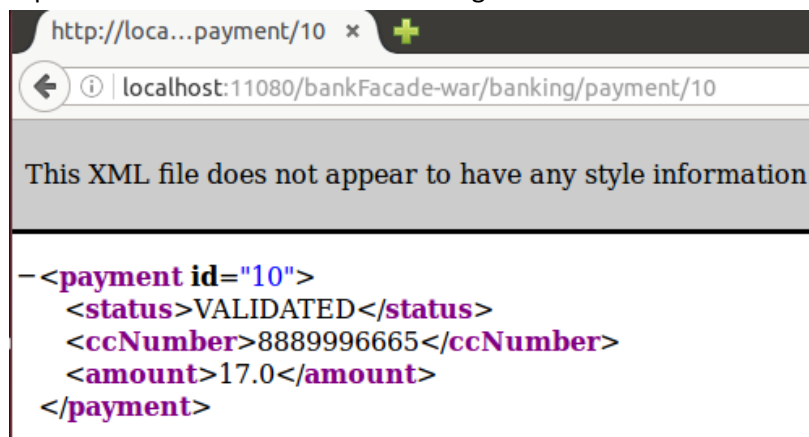 http://loca...payment/10 ×
localhost:11080/bankFacade-war/banking/payment/10
This XML file does not appear to have any style information
−<payment id="10">
<status>VALIDATED</status>
<ccNumber>8889996665</ccNumber>
<amount>17.0</amount>
</payment>